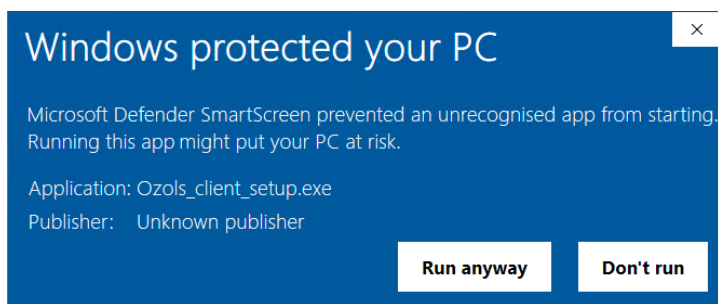 Windows protected your PC
Microsoft Defender SmartScreen prevented an unrecognised app from starting.
Running this app might put your PC at risk.
Application: Ozols_client_setup.exe
Publisher: Unknown publisher
Run anyway Don't run